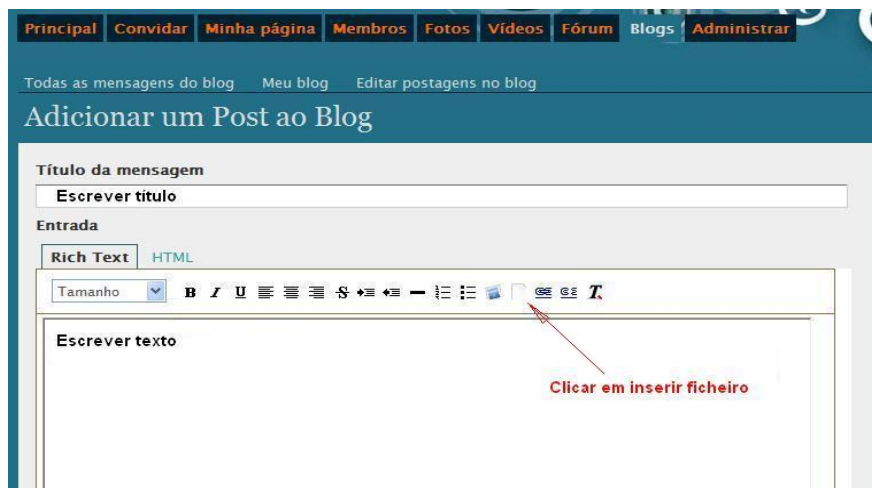 Principal Convidar Minha página Membros Fotos Vídeos Fórum Blogs Administrar
Todas as mensagens do blog Meu blog Editar postagens no blog
Adicionar um Post ao Blog
Título da mensagem
Escrever título
Entrada
Rich Text HTML
Tamanho B I U S T
Escrever texto
Clicar em inserir ficheiro